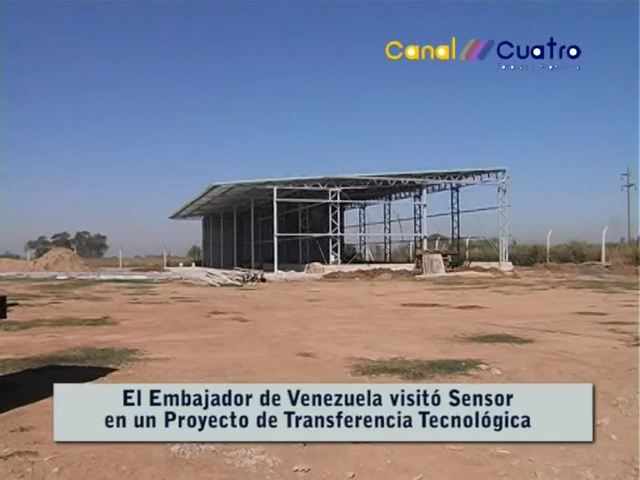 Canal Cuatro
El Embajador de Venezuela visitó Sensor
en un Proyecto de Transferencia Tecnológica